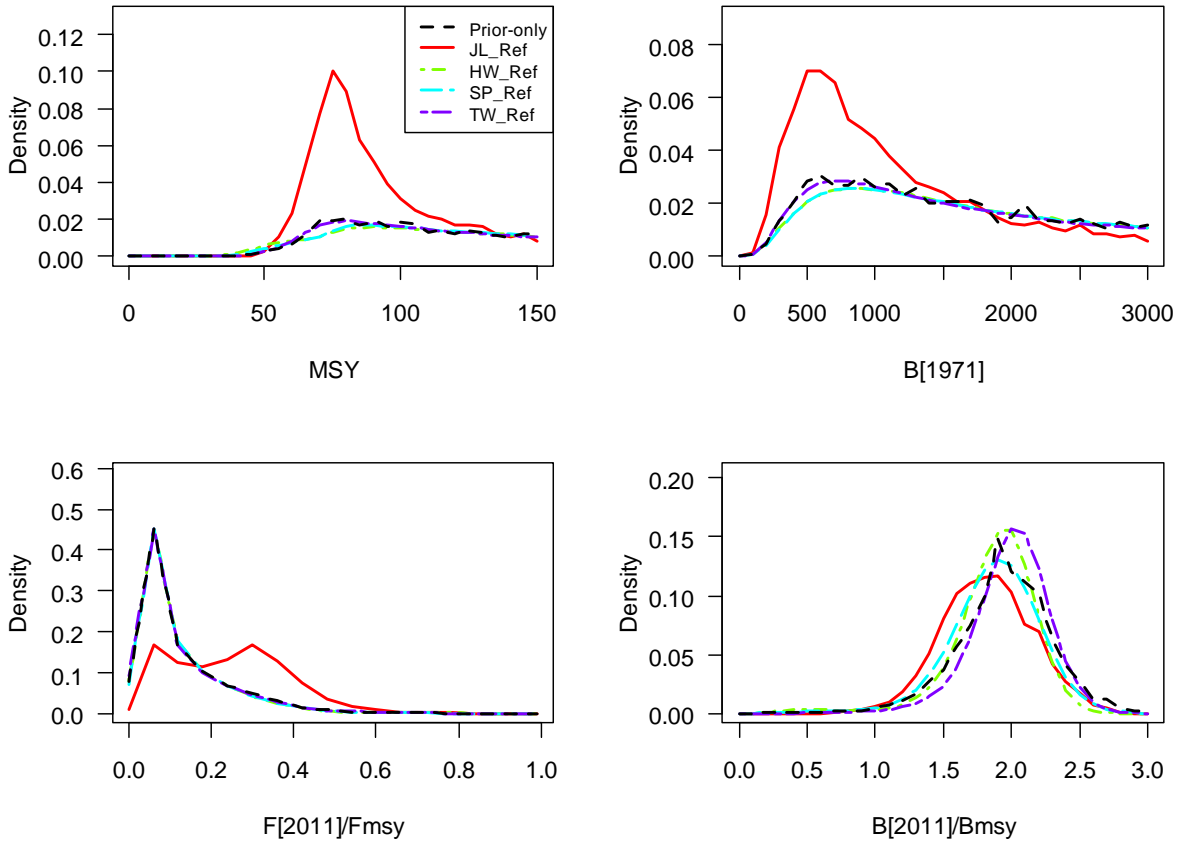 0.12
0.10
0.08
0.06
0.04
0.02
0.00
Density
Prior-only
JL_Ref
HW_Ref
SP_Ref
TW_Ref
0 50 100 150
MSY
0.08
0.06
0.04
0.02
0.00
Density
0 500 1000 2000 3000
B[1971]
0.6
0.5
0.4
0.3
0.2
0.1
0.0
Density
0.0 0.2 0.4 0.6 0.8 1.0
F[2011]/Fmsy
0.20
0.15
0.10
0.05
0.00
Density
0.0 0.5 1.0 1.5 2.0 2.5 3.0
B[2011]/Bmsy